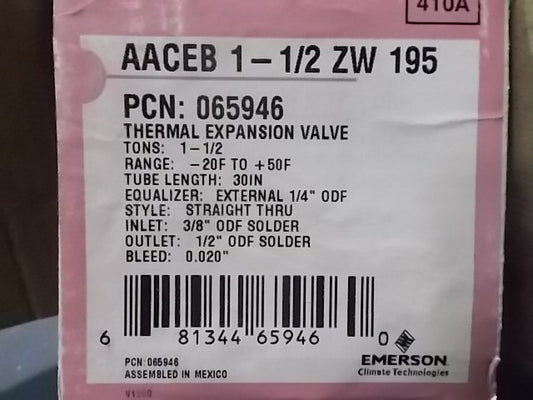 410A
AACEB 1-1/2 ZW 195
PCN: 065946
THERMAL EXPANSION VALVE
TONS: 1-1/2
RANGE: -20F TO +50F
TUBE LENGTH: 30IN
EQUALIZER: EXTERNAL 1/4" ODF
STYLE: STRAIGHT THRU
INLET: 3/8" ODF SOLDER
OUTLET: 1/2" ODF SOLDER
BLEED: 0.020"
6 81344 65946 0
PCN: 065946
ASSEMBLED IN MEXICO
EMERSON
Climate Technologies